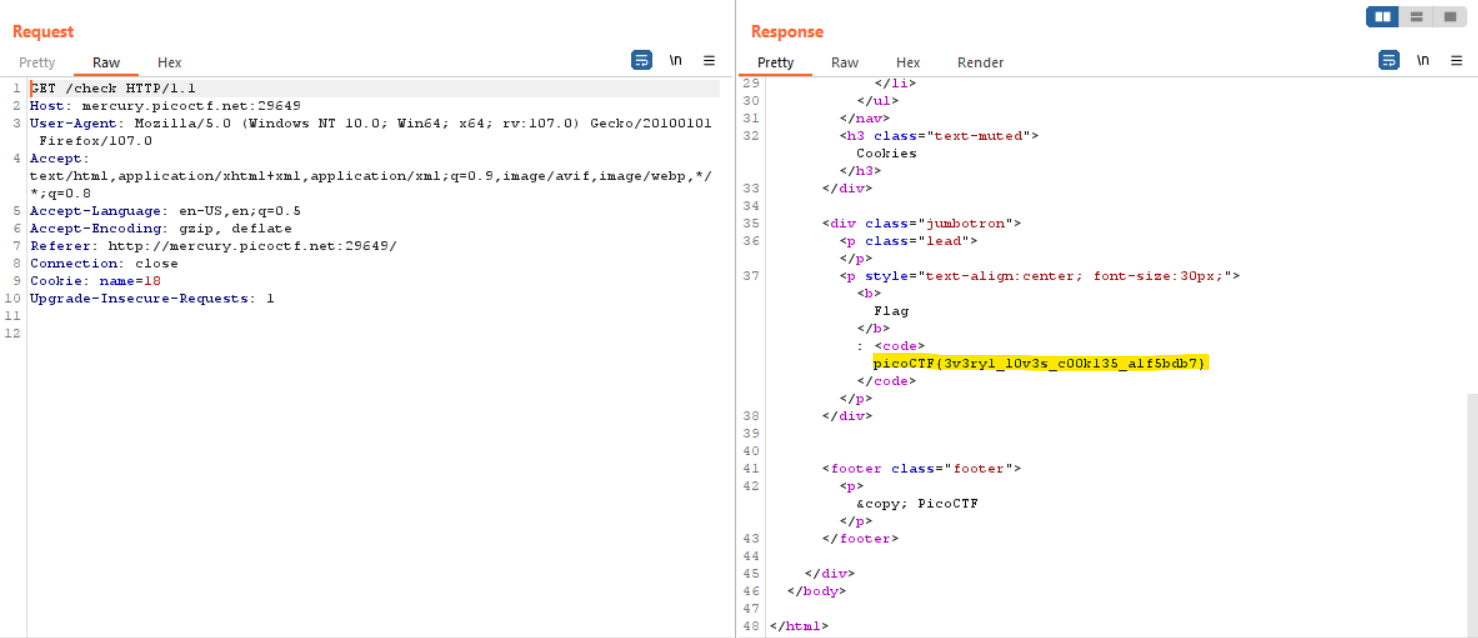 Request
Pretty Raw Hex \n
1 GET /check HTTP/1.1
2 Host: mercury.picoctf.net:29649
3 User-Agent: Mozilla/5.0 (Windows NT 10.0; Win64; x64; rv:107.0) Gecko/20100101
Firefox/107.0
4 Accept:
text/html,application/xhtml+xml,application/xml;q=0.9,image/avif,image/webp,*/
*;q=0.8
5 Accept-Language: en-US,en;q=0.5
6 Accept-Encoding: gzip, deflate
7 Referer: http://mercury.picoctf.net:29649/
8 Connection: close
9 Cookie: name=18
10 Upgrade-Insecure-Requests: 1
11
12
Response
Pretty Raw Hex Render \n
29 </li>
30 </ul>
31 </nav>
32 <h3 class="text-muted">
Cookies
</h3>
33 </div>
34
35 <div class="jumbotron">
36 <p class="lead">
</p>
37 <p style="text-align:center; font-size:30px;">
<b>
Flag
</b>
: <code>
picoCTF{3v3ry1_l0v3s_c00k135_a1f5bdb7}
</code>
</p>
38 </div>
39
40
41 <footer class="footer">
42 <p>
&copy; PicoCTF
</p>
43 </footer>
44
45 </div>
46 </body>
47
48 </html>